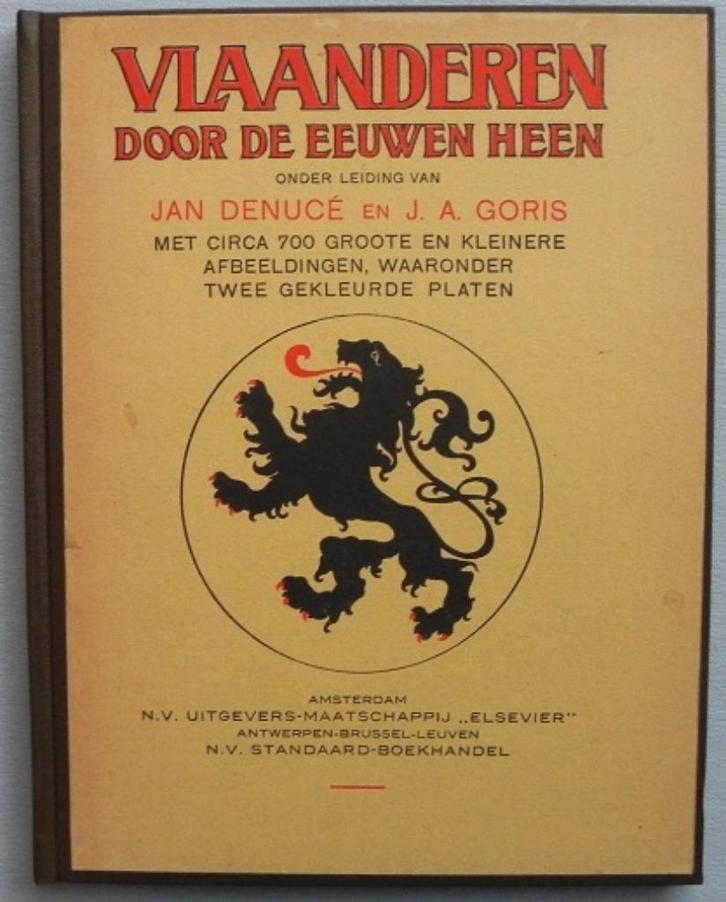 VLAANDEREN
DOOR DE EEUWEN HEEN
ONDER LEIDING VAN
JAN DENUCÉ EN J. A. GORIS
MET CIRCA 700 GROOTE EN KLEINERE
AFBEELDINGEN, WAARONDER
TWEE GEKLEURDE PLATEN
AMSTERDAM
N.V. UITGEVERS-MAATSCHAPPIJ „ELSEVIER"
ANTWERPEN-BRUSSEL-LEUVEN
N.V. STANDAARD-BOEKHANDEL